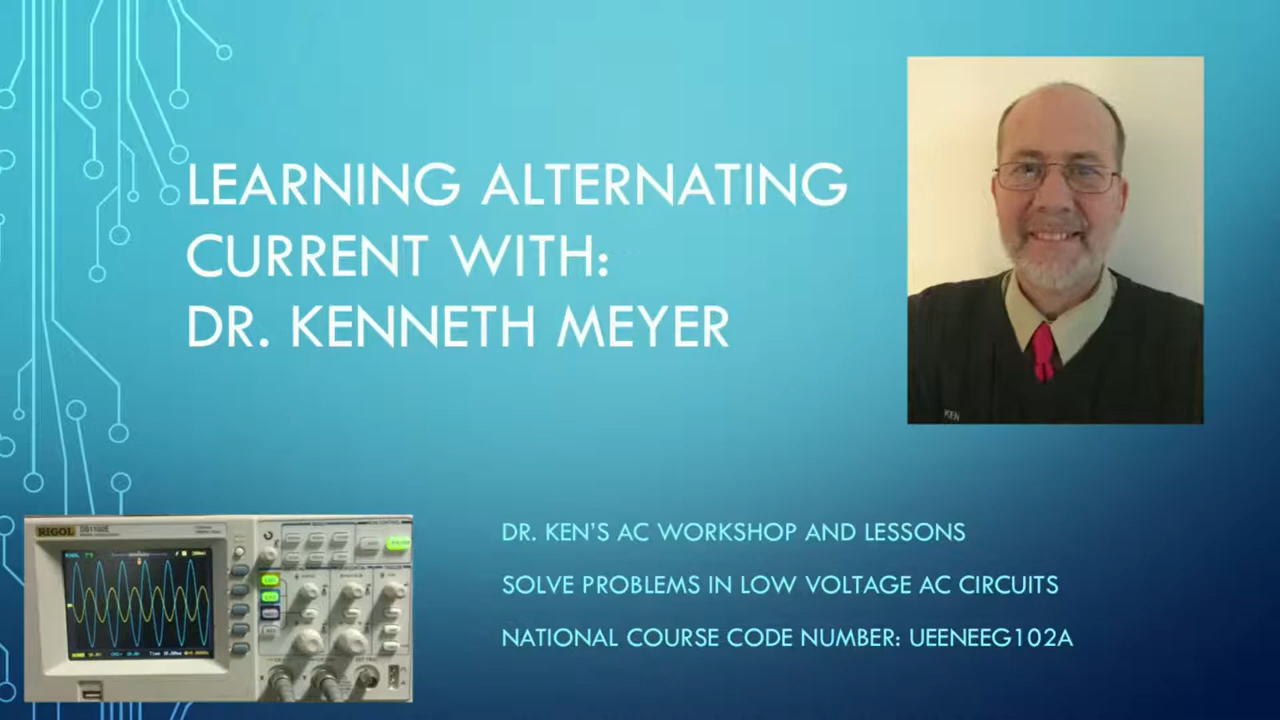 LEARNING ALTERNATING
CURRENT WITH:
DR. KENNETH MEYER
KEN
RIGOL
DR. KEN'S AC WORKSHOP AND LESSONS
SOLVE PROBLEMS IN LOW VOLTAGE AC CIRCUITS
NATIONAL COURSE CODE NUMBER: UEENEEG102A